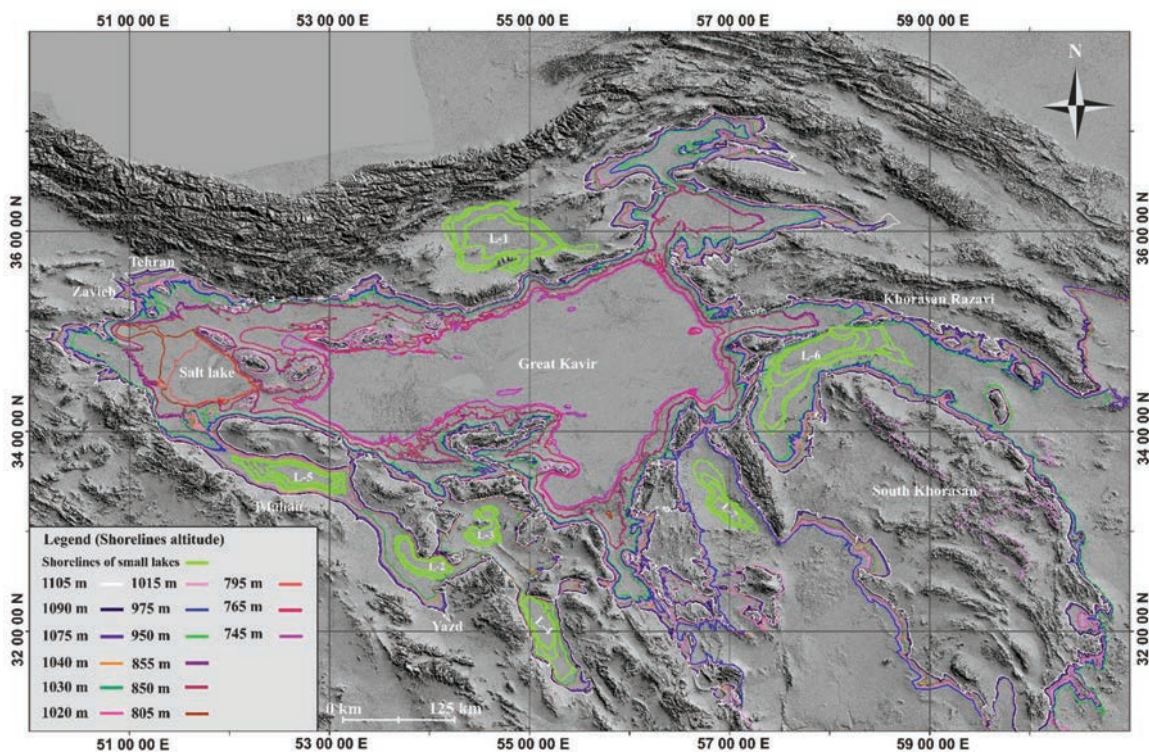 51 00 00 E 53 00 00 E 55 00 00 E 57 00 00 E 59 00 00 E
N
36 00 00 N
36 00 00 N
L-1
Tehran
Zavieh
Khorasan Razavi
Salt lake
Great Kavir
L-6
34 00 00 N
34 00 00 N
L-5
South Khorasan
L-3
L-2
Yazd
32 00 00 N
32 00 00 N
Legend (Shorelines altitude)
Shorelines of small lakes
1105 m 1015 m 795 m
1090 m 975 m 765 m
1075 m 950 m 745 m
1040 m 855 m
1030 m 850 m
1020 m 805 m
0 km 125 km
51 00 00 E 53 00 00 E 55 00 00 E 57 00 00 E 59 00 00 E